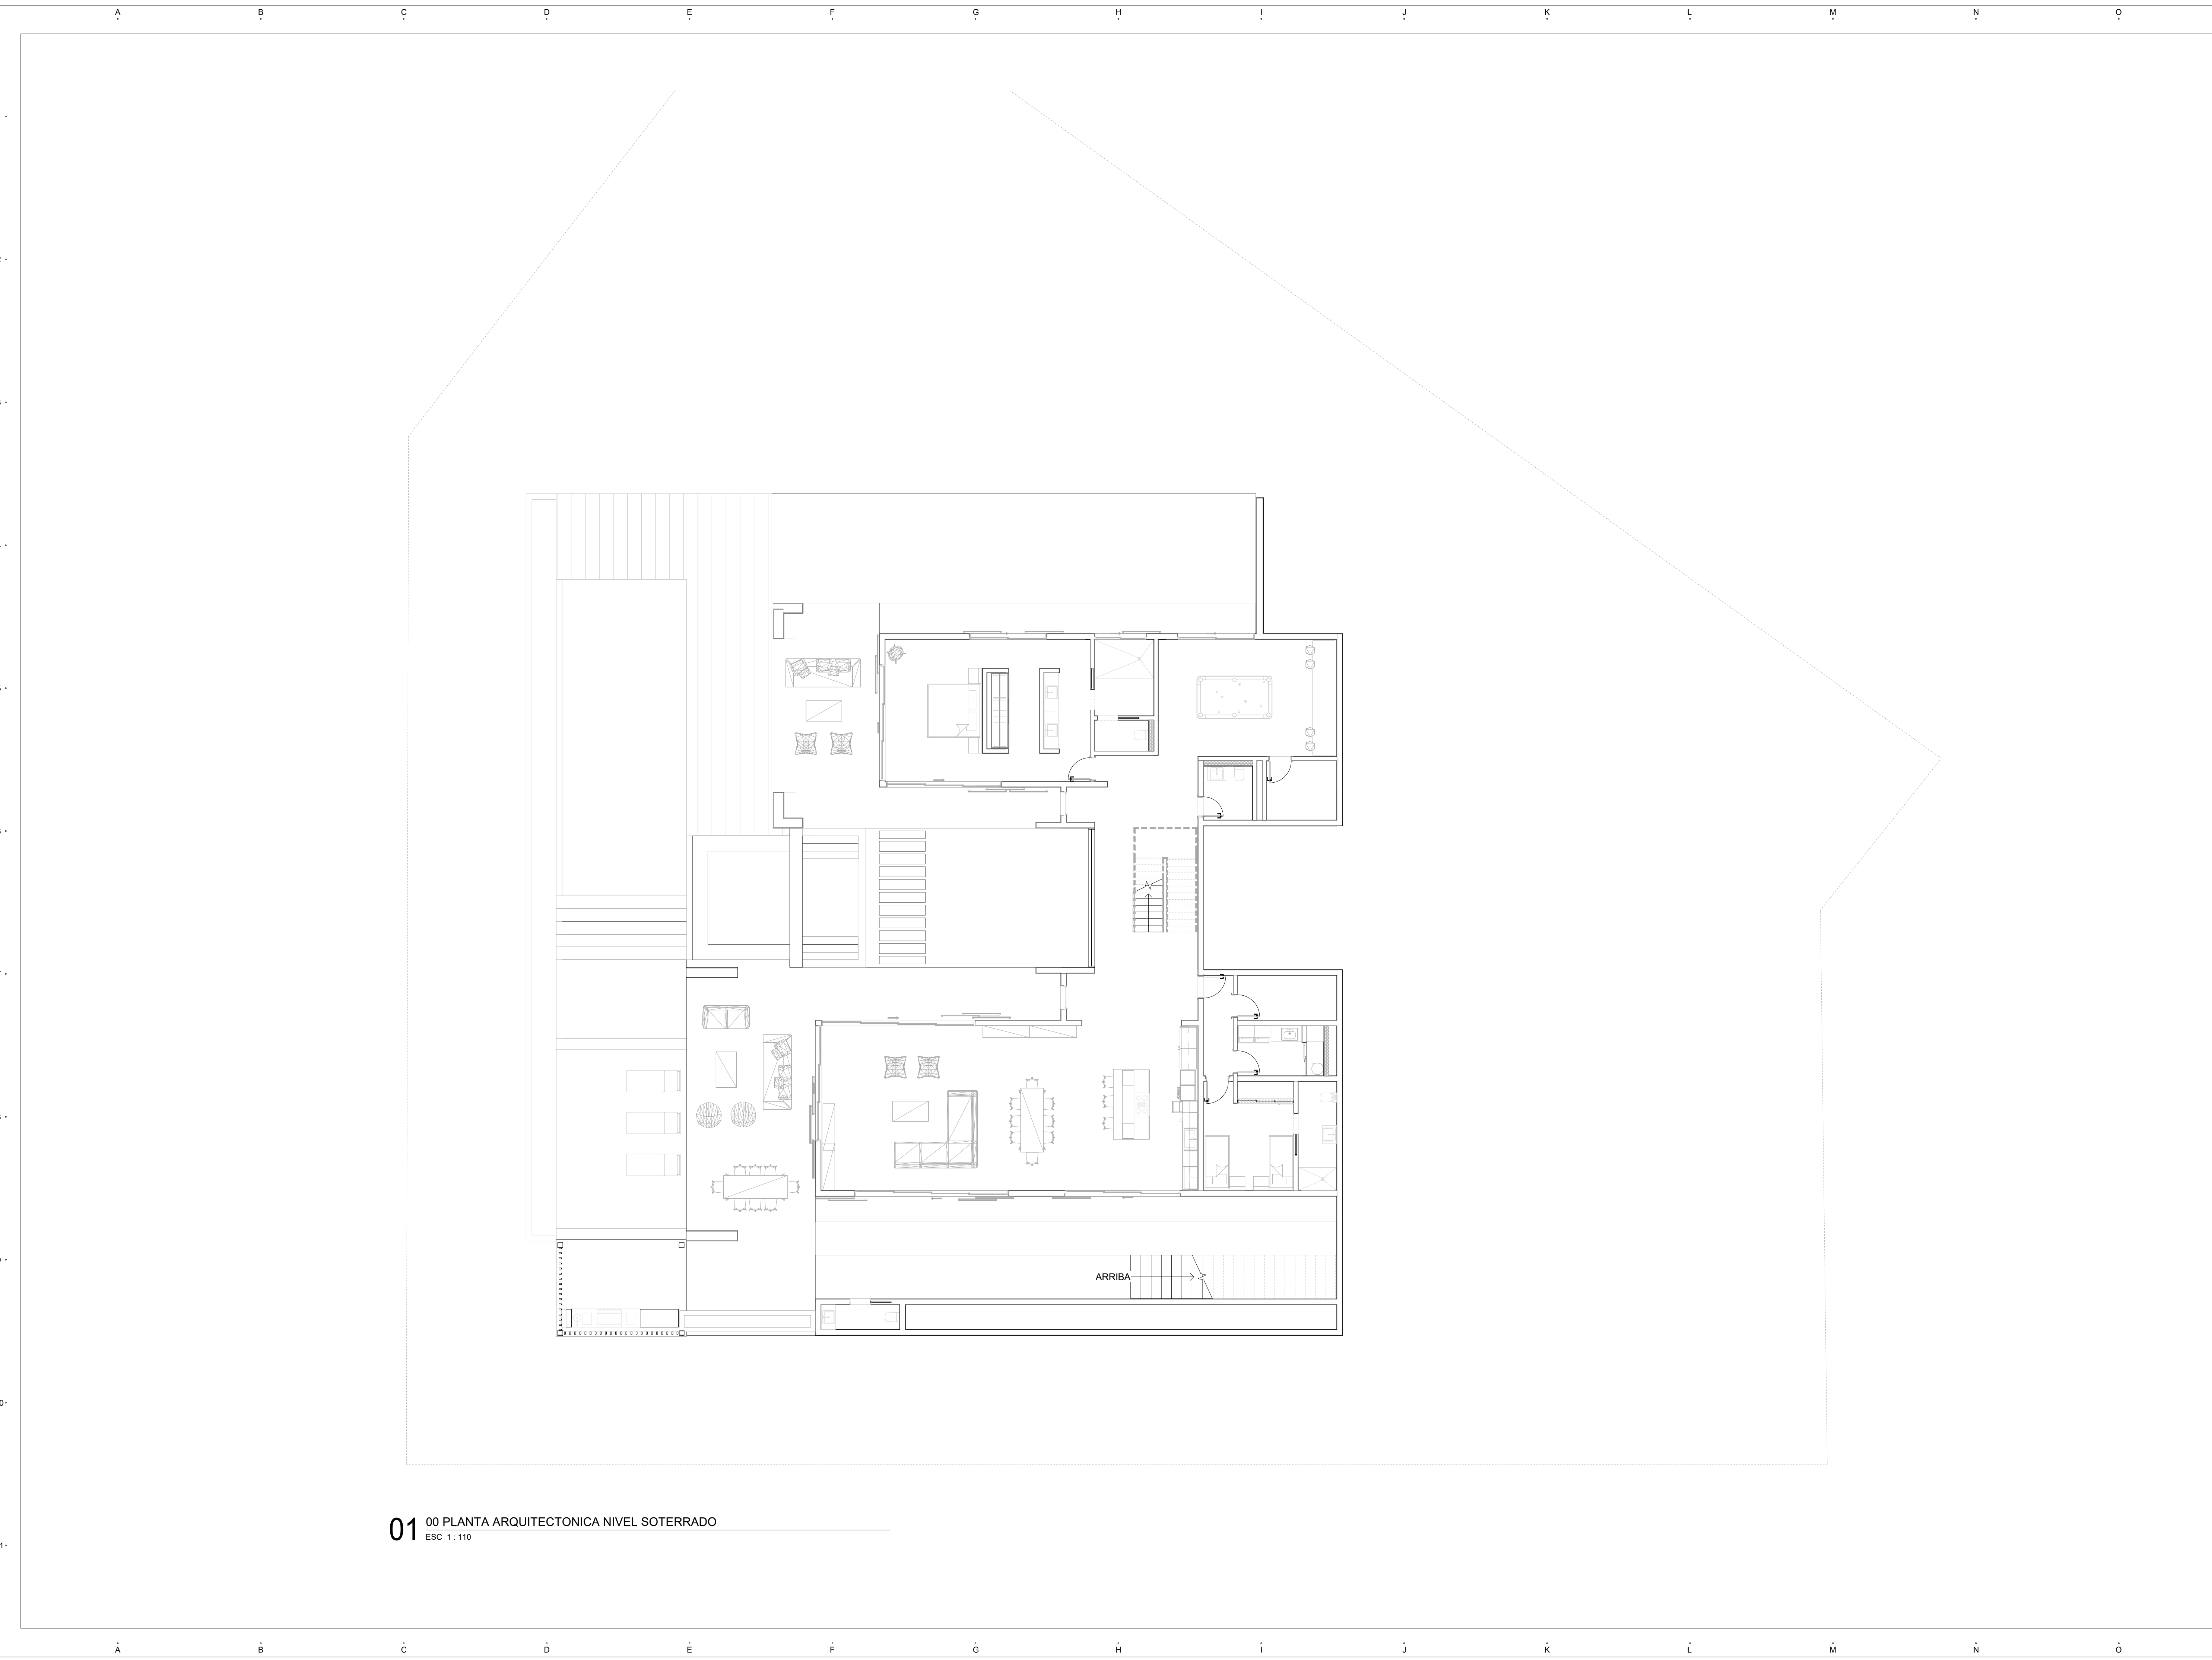 A B C D E F G H I J K L M N O
ARRIBA
01 00 PLANTA ARQUITECTONICA NIVEL SOTERRADO
ESC 1 : 110
A B C D E F G H I J K L M N O